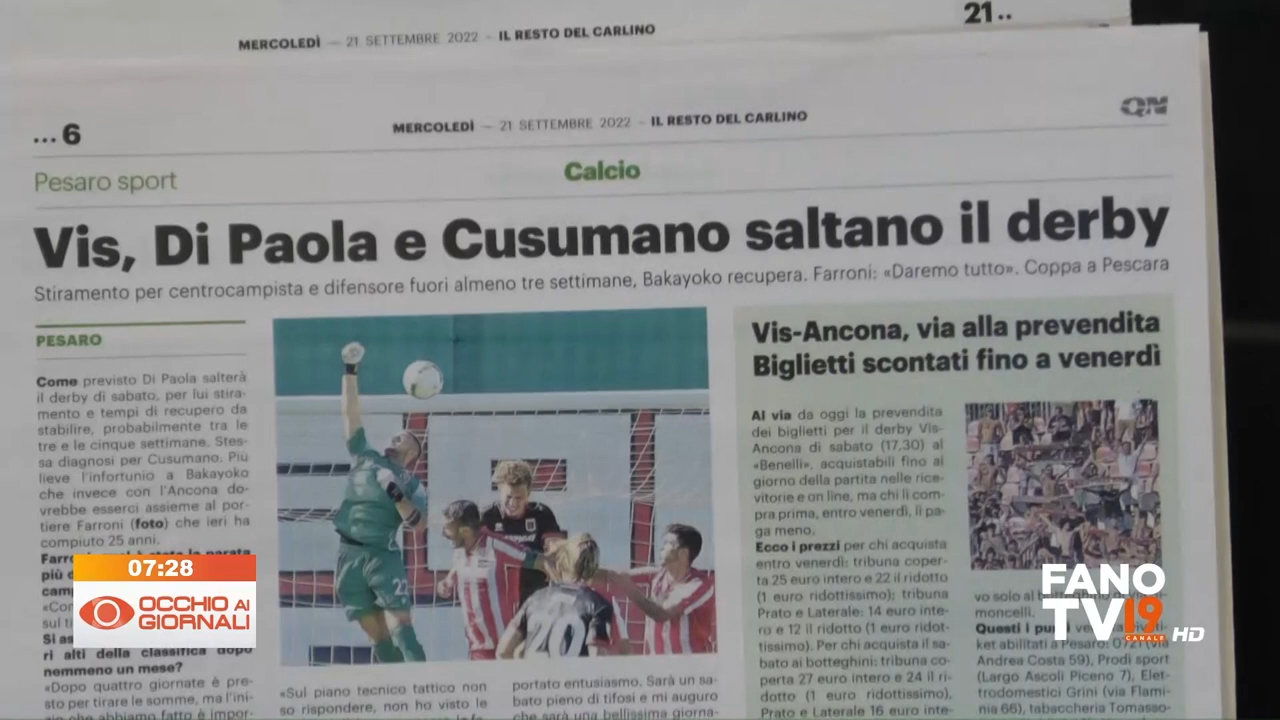 21..
MERCOLEDÌ — 21 SETTEMBRE 2022 – IL RESTO DEL CARLINO
QN
...6
MERCOLEDÌ — 21 SETTEMBRE 2022 – IL RESTO DEL CARLINO
Pesaro sport
Calcio
Vis, Di Paola e Cusumano saltano il derby
Stiramento per centrocampista e difensore fuori almeno tre settimane, Bakayoko recupera. Farroni: «Daremo tutto». Coppa a Pescara
PESARO
Come previsto Di Paola salterà
il derby di sabato, per lui stira-
mento e tempi di recupero da
stabilire, probabilmente tra le
tre e le cinque settimane. Stes-
sa diagnosi per Cusumano. Più
lieve l'infortunio a Bakayoko
che invece con l'Ancona do-
vrebbe esserci assieme al por-
tiere Farroni (foto) che ieri ha
compiuto 25 anni.
ri alti della classifica dopo
nemmeno un mese?
«Dopo quattro giornate è pre-
sto per tirare le somme, ma l'ini-
zio che abbiamo fatto è impor-
22
20
«Sul piano tecnico tattico non
so rispondere, non ho visto le
portato entusiasmo. Sarà un sa-
bato pieno di tifosi e mi auguro
che sarà una bellissima giorna-
Vis-Ancona, via alla prevendita
Biglietti scontati fino a venerdì
Al via da oggi la prevendita
dei biglietti per il derby Vis-
Ancona di sabato (17,30) al
«Benelli», acquistabili fino al
giorno della partita nelle rice-
vitorie e on line, ma chi li com-
pra prima, entro venerdì, li pa-
ga meno.
Ecco i prezzi per chi acquista
entro venerdì: tribuna coper-
ta 25 euro intero e 22 il ridotto
(1 euro ridottissimo); tribuna
Prato e Laterale: 14 euro inte-
ro e 12 il ridotto (1 euro ridot-
tissimo). Per chi acquista il sa-
bato ai botteghini: tribuna co-
perta 27 euro intero e 24 il ri-
dotto (1 euro ridottissimo),
Prato e Laterale 16 euro inte-
vo solo al botteghino di
moncelli.
Questi i punti
ket abilitati a Pesaro: 0721 (via
Andrea Costa 59), Prodi sport
(Largo Ascoli Piceno 7), Elet-
trodomestici Grini (via Flami-
nia 66), tabaccheria Tomasso-
07:28
OCCHIO AI
GIORNALI
FANO
TV19
CANALE
HD